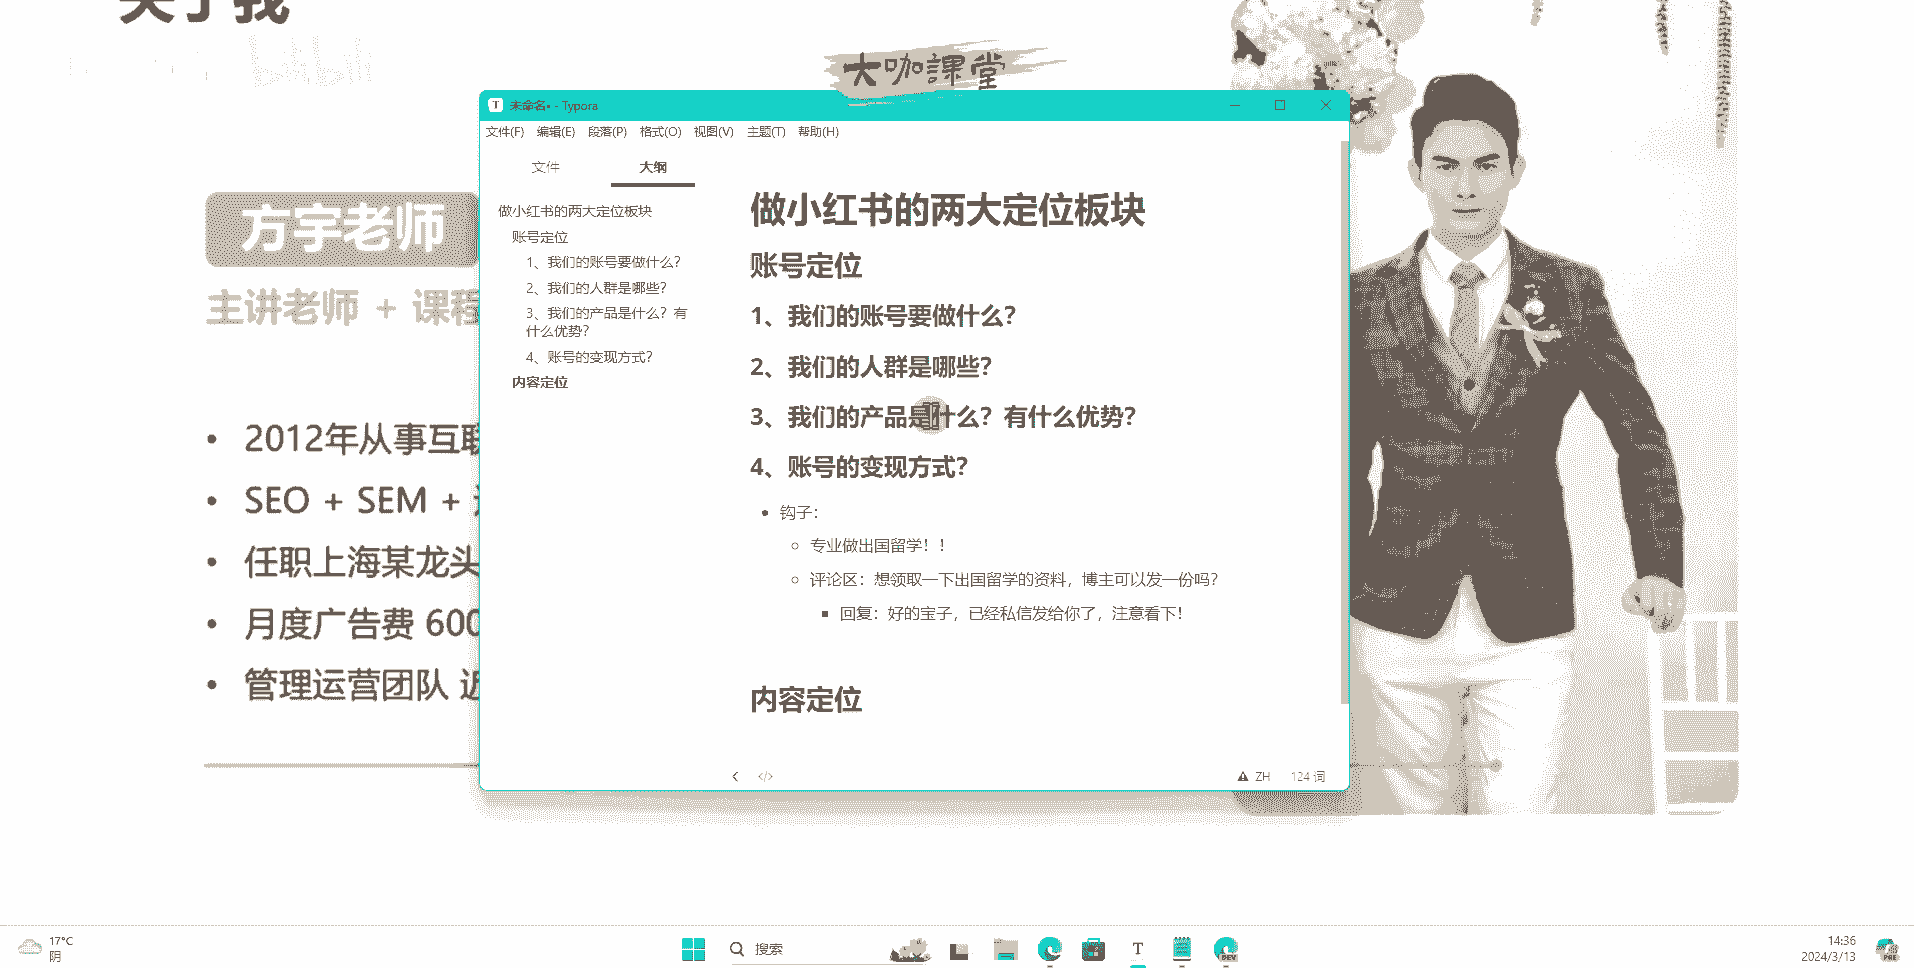 关于我
bilibili
大咖課堂
未命名• - Typora
文件(F) 编辑(E) 段落(P) 格式(O) 视图(V) 主题(T) 帮助(H)
文件 大纲
做小红书的两大定位板块
账号定位
1、我们的账号要做什么？
2、我们的人群是哪些？
3、我们的产品是什么？有
什么优势？
4、账号的变现方式？
内容定位
做小红书的两大定位板块
账号定位
1、我们的账号要做什么？
2、我们的人群是哪些？
3、我们的产品是什么？有什么优势？
4、账号的变现方式？
• 钩子：
○ 专业做出国留学！！
○ 评论区：想领取一下出国留学的资料，博主可以发一份吗？
▪ 回复：好的宝子，已经私信发给你了，注意看下！
内容定位
ZH 124 词
方宇老师
主讲老师 + 课程
• 2012年从事互联
• SEO + SEM +
• 任职上海某龙头
• 月度广告费 600
• 管理运营团队 近
17°C
阴
搜索
T
DEV
14:36
2024/3/13
PRE